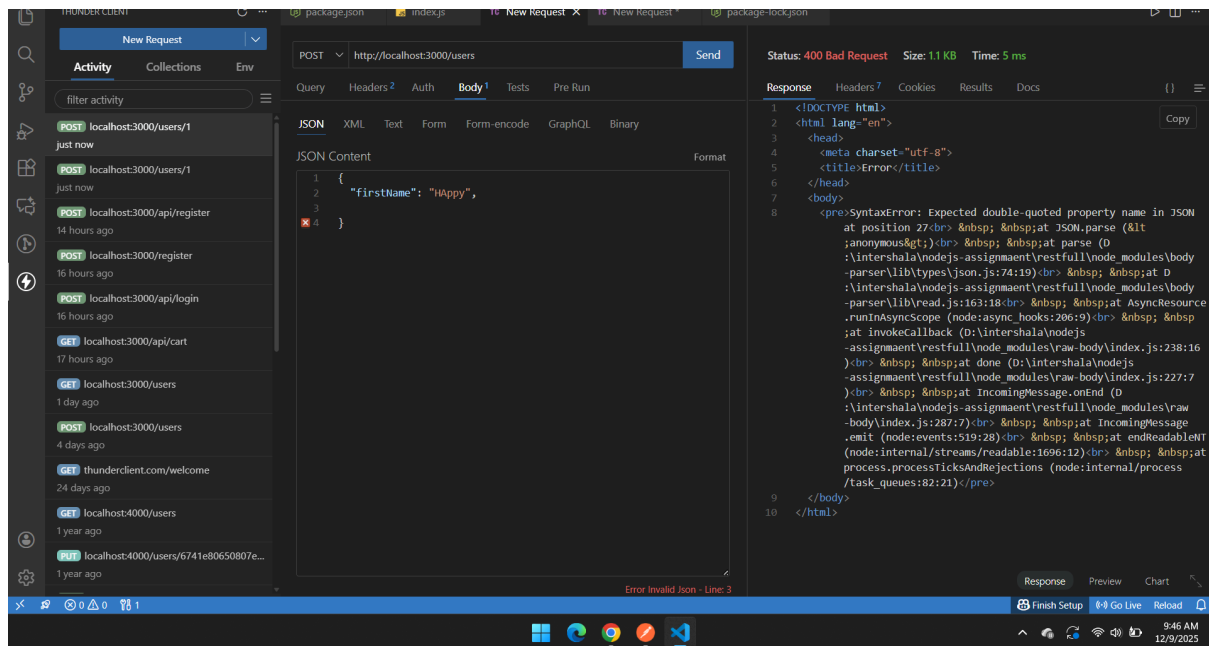 THUNDER CLIENT
package.json
index.js
TC New Request
TC New Request *
package-lock.json
New Request
Activity
Collections
Env
filter activity
POST localhost:3000/users/1
just now
POST localhost:3000/users/1
just now
POST localhost:3000/api/register
14 hours ago
POST localhost:3000/register
16 hours ago
POST localhost:3000/api/login
16 hours ago
GET localhost:3000/api/cart
17 hours ago
GET localhost:3000/users
1 day ago
POST localhost:3000/users
4 days ago
GET thunderclient.com/welcome
24 days ago
GET localhost:4000/users
1 year ago
PUT localhost:4000/users/6741e80650807e...
1 year ago
POST
http://localhost:3000/users
Send
Query
Headers 2
Auth
Body 1
Tests
Pre Run
JSON
XML
Text
Form
Form-encode
GraphQL
Binary
JSON Content
Format
1 {
2 "firstName": "HAppy",
3
4 }
Error Invalid Json - Line: 3
Status: 400 Bad Request Size: 1.1 KB Time: 5 ms
Response
Headers 7
Cookies
Results
Docs
{}
Copy
1 <!DOCTYPE html>
2 <html lang="en">
3 <head>
4 <meta charset="utf-8">
5 <title>Error</title>
6 </head>
7 <body>
8 <pre>SyntaxError: Expected double-quoted property name in JSON
at position 27<br> &nbsp; &nbsp;at JSON.parse (&lt
;anonymous&gt;)<br> &nbsp; &nbsp;at parse (D
:\intershala\nodejs-assignmaent\restfull\node_modules\body
-parser\lib\types\json.js:74:19)<br> &nbsp; &nbsp;at D
:\intershala\nodejs-assignmaent\restfull\node_modules\body
-parser\lib\read.js:163:18<br> &nbsp; &nbsp;at AsyncResource
.runInAsyncScope (node:async_hooks:206:9)<br> &nbsp; &nbsp
;at invokeCallback (D:\intershala\nodejs
-assignmaent\restfull\node_modules\raw-body\index.js:238:16
)<br> &nbsp; &nbsp;at done (D:\intershala\nodejs
-assignmaent\restfull\node_modules\raw-body\index.js:227:7
)<br> &nbsp; &nbsp;at IncomingMessage.onEnd (D
:\intershala\nodejs-assignmaent\restfull\node_modules\raw
-body\index.js:287:7)<br> &nbsp; &nbsp;at IncomingMessage
.emit (node:events:519:28)<br> &nbsp; &nbsp;at endReadableNT
(node:internal/streams/readable:1696:12)<br> &nbsp; &nbsp;at
process.processTicksAndRejections (node:internal/process
/task_queues:82:21)</pre>
9 </body>
10 </html>
Response
Preview
Chart
0 0 1
Finish Setup
Go Live
Reload
9:46 AM
12/9/2025